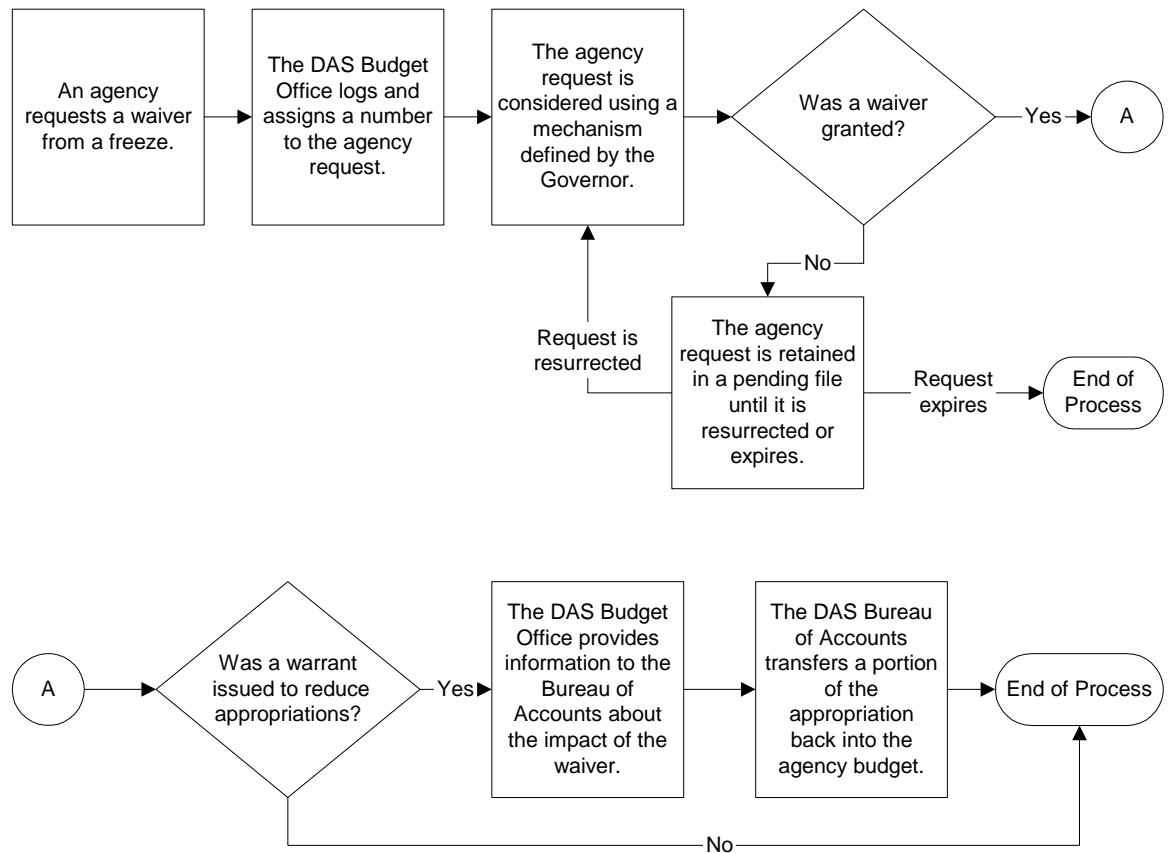 An agency
requests a waiver
from a freeze.
The DAS Budget
Office logs and
assigns a number
to the agency
request.
The agency
request is
considered using a
mechanism
defined by the
Governor.
Was a waiver
granted?
Yes
A
No
Request is
resurrected
The agency
request is retained
in a pending file
until it is
resurrected or
expires.
Request
expires
End of
Process
A
Was a warrant
issued to reduce
appropriations?
Yes
The DAS Budget
Office provides
information to the
Bureau of
Accounts about
the impact of the
waiver.
The DAS Bureau
of Accounts
transfers a portion
of the
appropriation
back into the
agency budget.
End of Process
No